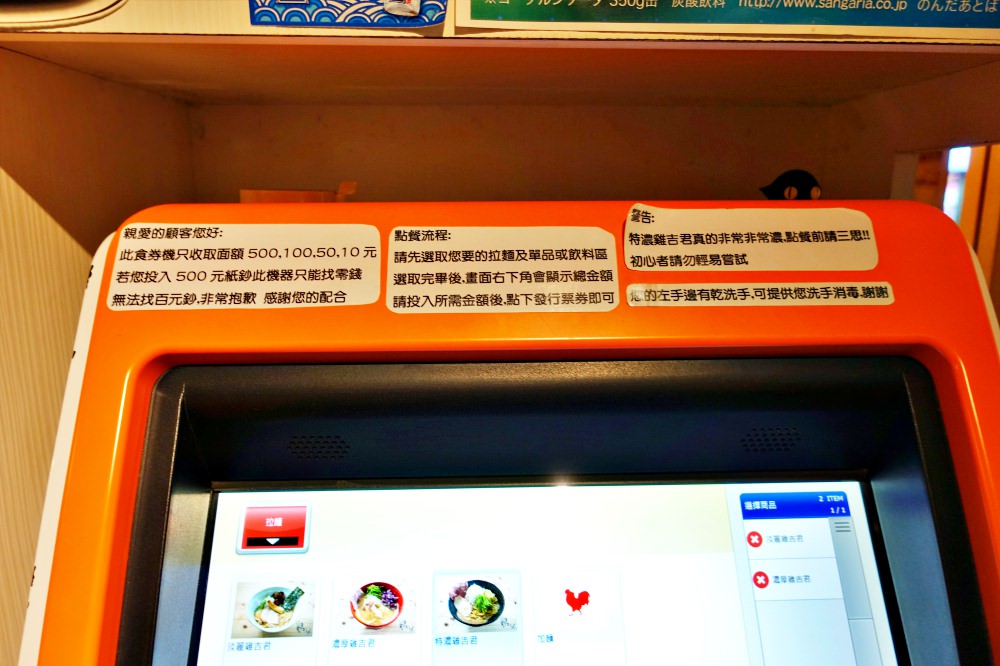 350g缶 炭酸飲料 http://www.sangaria.co.jp のんだあとは
親愛的顧客您好:
此食券機只收取面額 500,100,50,10 元
若您投入 500 元紙鈔此機器只能找零錢
無法找百元鈔,非常抱歉 感謝您的配合
點餐流程:
請先選取您要的拉麵及單品或飲料區
選取完畢後,畫面右下角會顯示總金額
請投入所需金額後,點下發行票券即可
警告:
特濃雞吉君真的非常非常濃,點餐前請三思!!
初心者請勿輕易嘗試
您的左手邊有乾洗手,可提供您洗手消毒,謝謝
拉麵
選擇商品 2 ITEM
1/1
淡麗雞吉君
濃厚雞吉君
淡麗雞吉君
濃厚雞吉君
特濃雞吉君
加麵